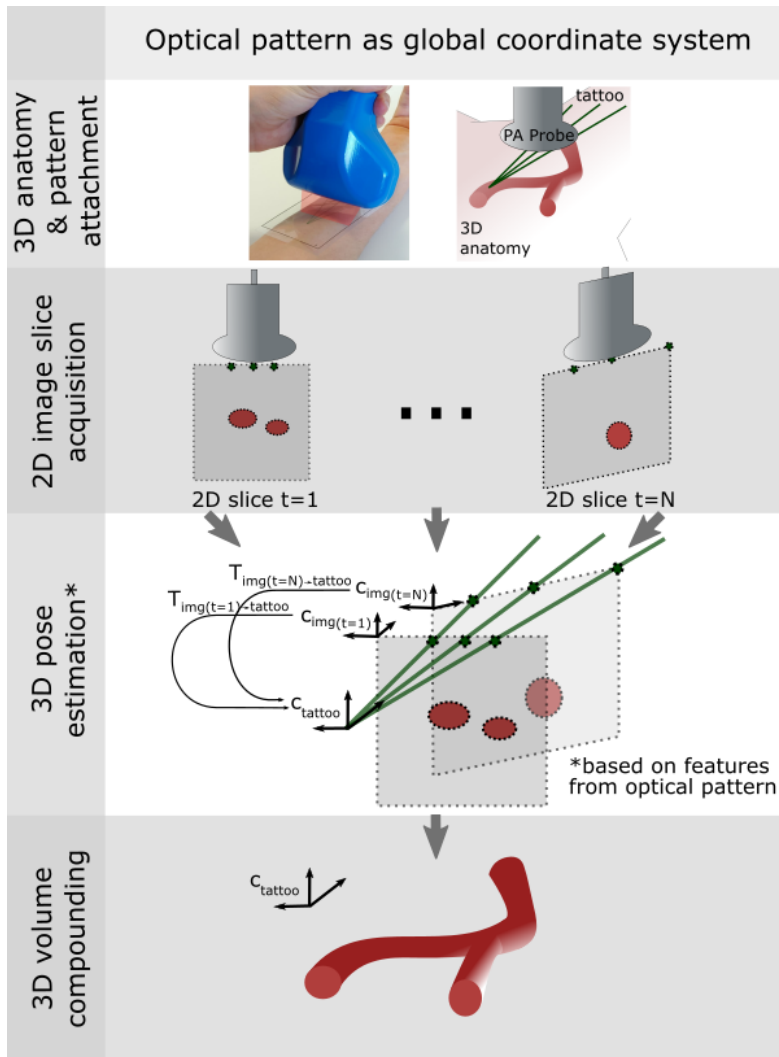 Optical pattern as global coordinate system
3D anatomy
& pattern
attachment
tattoo
PA Probe
3D
anatomy
2D image slice
acquisition
2D slice t=1
2D slice t=N
3D pose
estimation*
T img(t=N)→tattoo
C img(t=N)
T img(t=1)→tattoo
C img(t=1)
C tattoo
*based on features
from optical pattern
3D volume
compounding
C tattoo